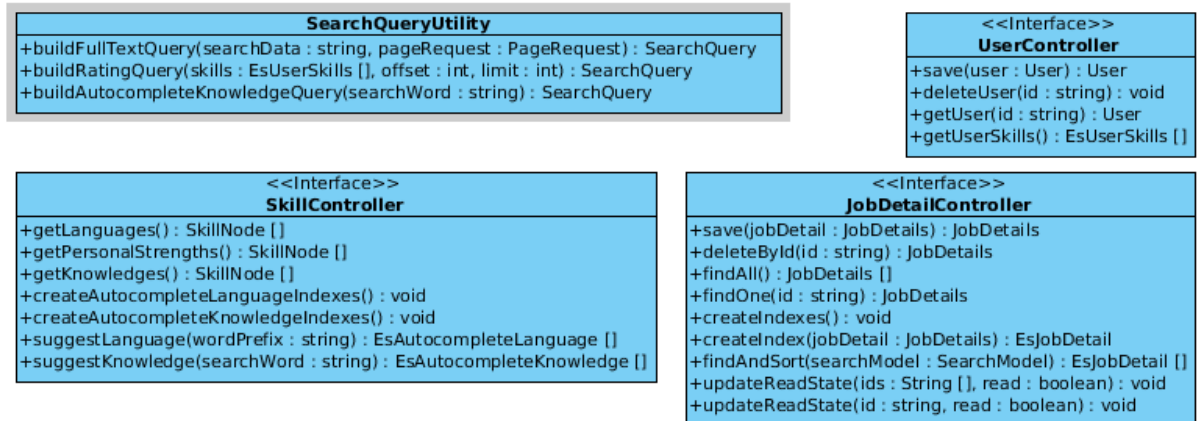 SearchQueryUtility
+buildFullTextQuery(searchData : string, pageRequest : PageRequest) : SearchQuery
+buildRatingQuery(skills : EsUserSkills [], offset : int, limit : int) : SearchQuery
+buildAutocompleteKnowledgeQuery(searchWord : string) : SearchQuery
<<Interface>>
UserController
+save(user : User) : User
+deleteUser(id : string) : void
+getUser(id : string) : User
+getUserSkills() : EsUserSkills []
<<Interface>>
SkillController
+getLanguages() : SkillNode []
+getPersonalStrengths() : SkillNode []
+getKnowledges() : SkillNode []
+createAutocompleteLanguageIndexes() : void
+createAutocompleteKnowledgeIndexes() : void
+suggestLanguage(wordPrefix : string) : EsAutocompleteLanguage []
+suggestKnowledge(searchWord : string) : EsAutocompleteKnowledge []
<<Interface>>
JobDetailController
+save(jobDetail : JobDetails) : JobDetails
+deleteById(id : string) : JobDetails
+findAll() : JobDetails []
+findOne(id : string) : JobDetails
+createIndexes() : void
+createIndex(jobDetail : JobDetails) : EsJobDetail
+findAndSort(searchModel : SearchModel) : EsJobDetail []
+updateReadState(ids : String [], read : boolean) : void
+updateReadState(id : string, read : boolean) : void